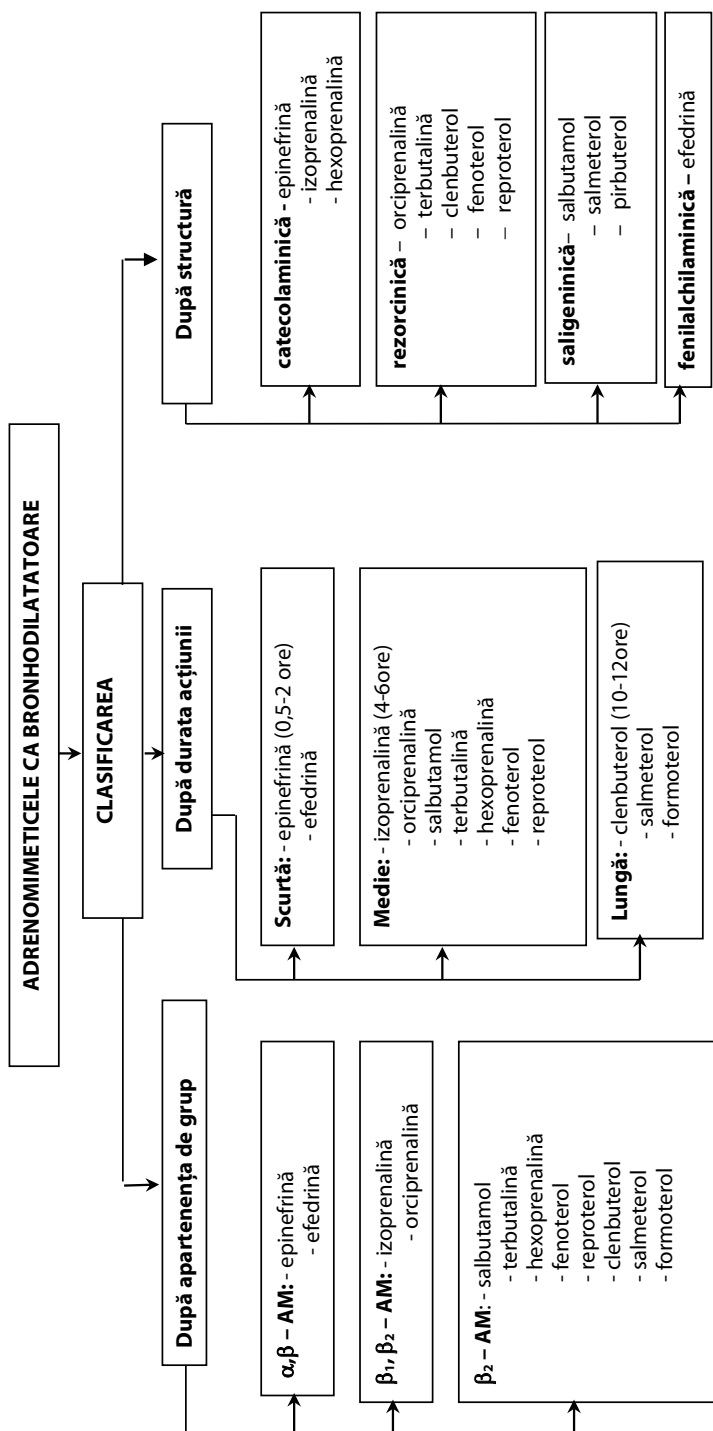 ADRENOMIMETICELE CA BRONHODILATATOARE
CLASIFICAREA
După apartenența de grup
α,β – AM: - epinefrină
- efedrină
β₁, β₂ – AM: - izoprenalină
- orciprenalină
β₂ – AM: - salbutamol
- terbutalină
- hexoprenalină
- fenoterol
- reproterol
- clenbuterol
- salmeterol
- formoterol
După durata acțiunii
Scurtă: - epinefrină (0,5-2 ore)
- efedrină
Medie: - izoprenalină (4-6ore)
- orciprenalină
- salbutamol
- terbutalină
- hexoprenalină
- fenoterol
- reproterol
Lungă: - clenbuterol (10-12ore)
- salmeterol
- formoterol
După structură
catecolaminică - epinefrină
- izoprenalină
- hexoprenalină
rezorcinică – orciprenalină
– terbutalină
– clenbuterol
– fenoterol
– reproterol
saligeninică– salbutamol
– salmeterol
– pirbuterol
fenilalchilaminică – efedrină